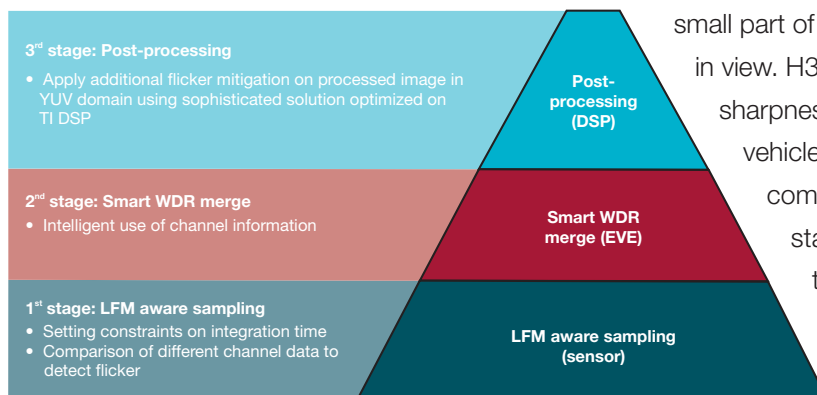 3rd stage: Post-processing
• Apply additional flicker mitigation on processed image in
YUV domain using sophisticated solution optimized on
TI DSP
Post-
processing
(DSP)
2nd stage: Smart WDR merge
• Intelligent use of channel information
Smart WDR
merge (EVE)
1st stage: LFM aware sampling
• Setting constraints on integration time
• Comparison of different channel data to
detect flicker
LFM aware sampling
(sensor)
small part of
in view. H3
sharpnes
vehicle
com
sta
t